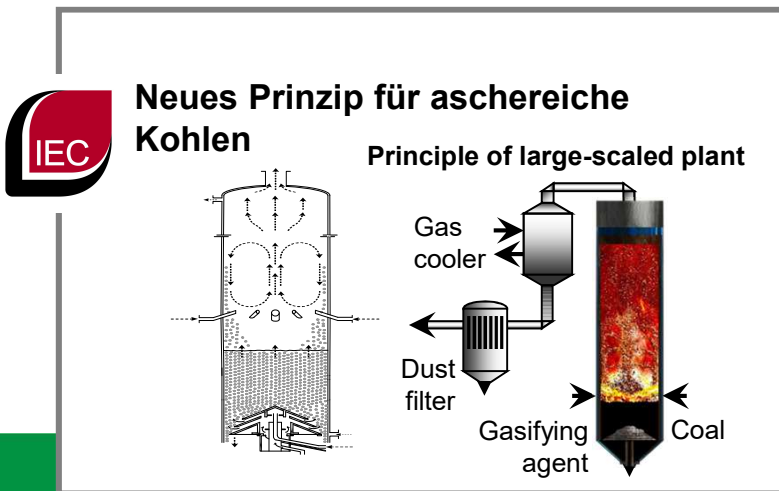 Neues Prinzip für aschereiche
Kohlen
IEC
Principle of large-scaled plant
Gas
cooler
Dust
filter
Gasifying
agent
Coal